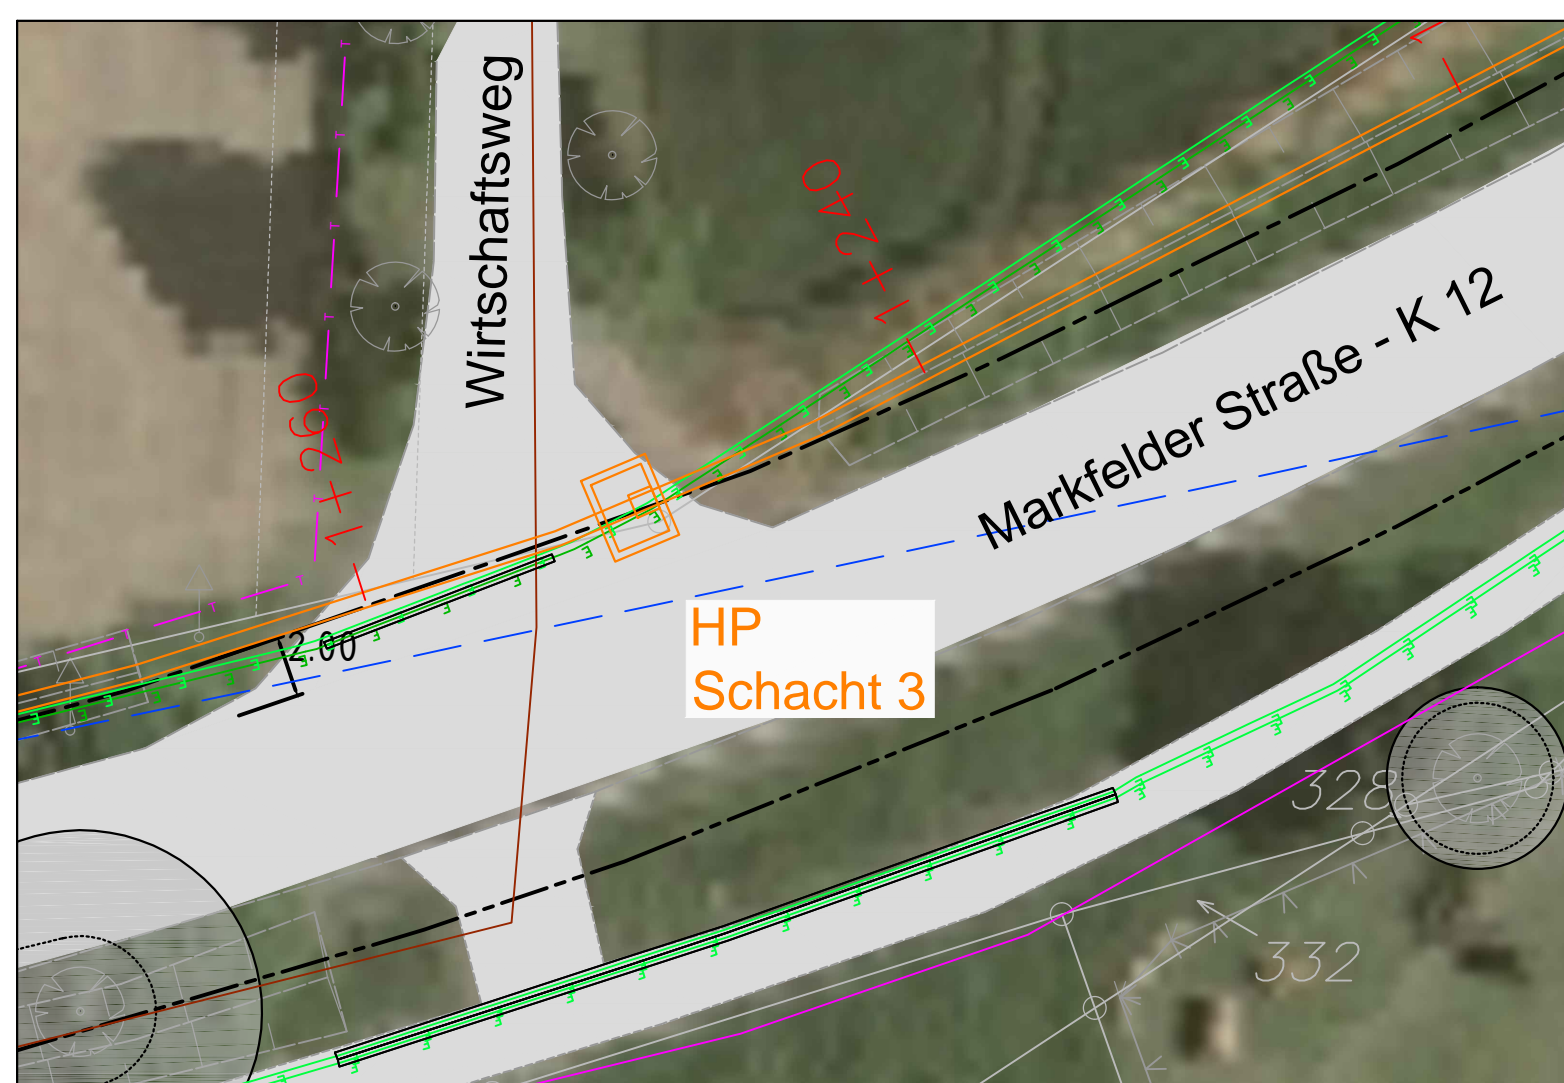 Wirtschaftsweg
1+240
1+260
Markfelder Straße - K 12
2.00
HP
Schacht 3
328
332